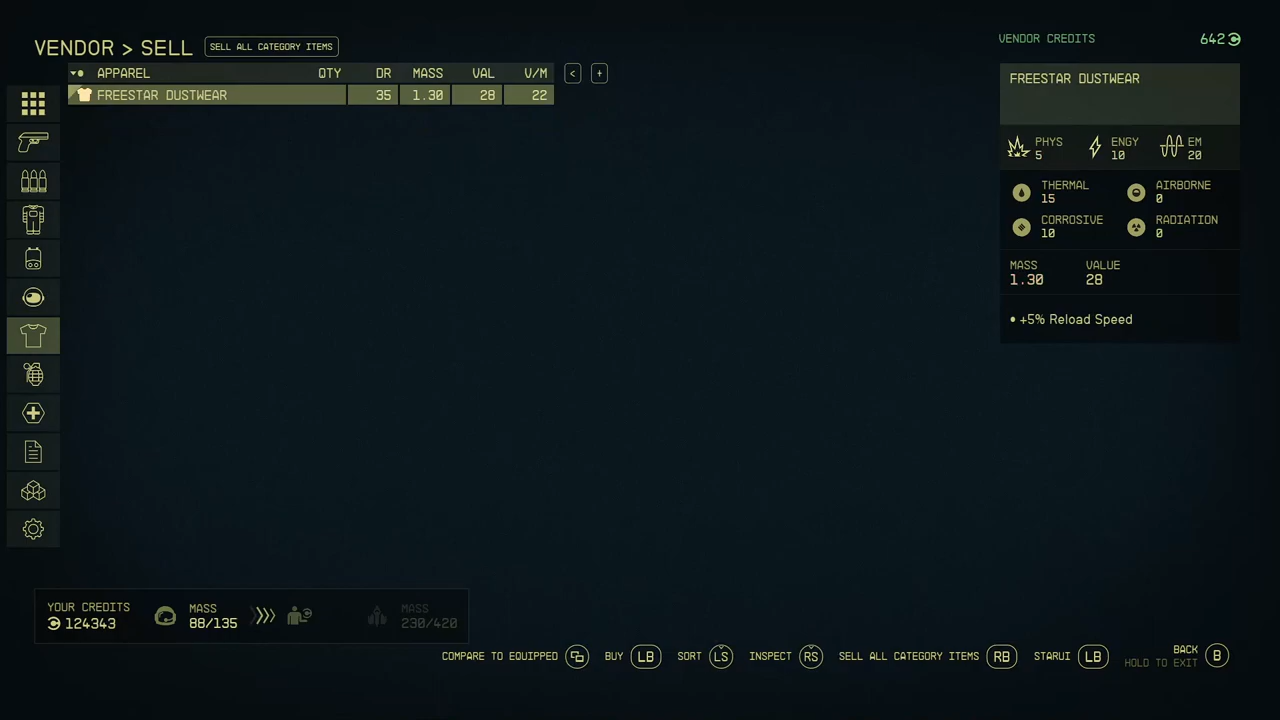 VENDOR > SELL
SELL ALL CATEGORY ITEMS
VENDOR CREDITS 642
APPAREL QTY DR MASS VAL V/M < +
FREESTAR DUSTWEAR 35 1.30 28 22
FREESTAR DUSTWEAR
PHYS 5
ENGY 10
EM 20
THERMAL 15
AIRBORNE 0
CORROSIVE 10
RADIATION 0
MASS 1.30
VALUE 28
• +5% Reload Speed
YOUR CREDITS 124343
MASS 88/135
MASS 230/420
COMPARE TO EQUIPPED BUY LB SORT LS INSPECT RS SELL ALL CATEGORY ITEMS RB STARUI LB BACK B
HOLD TO EXIT